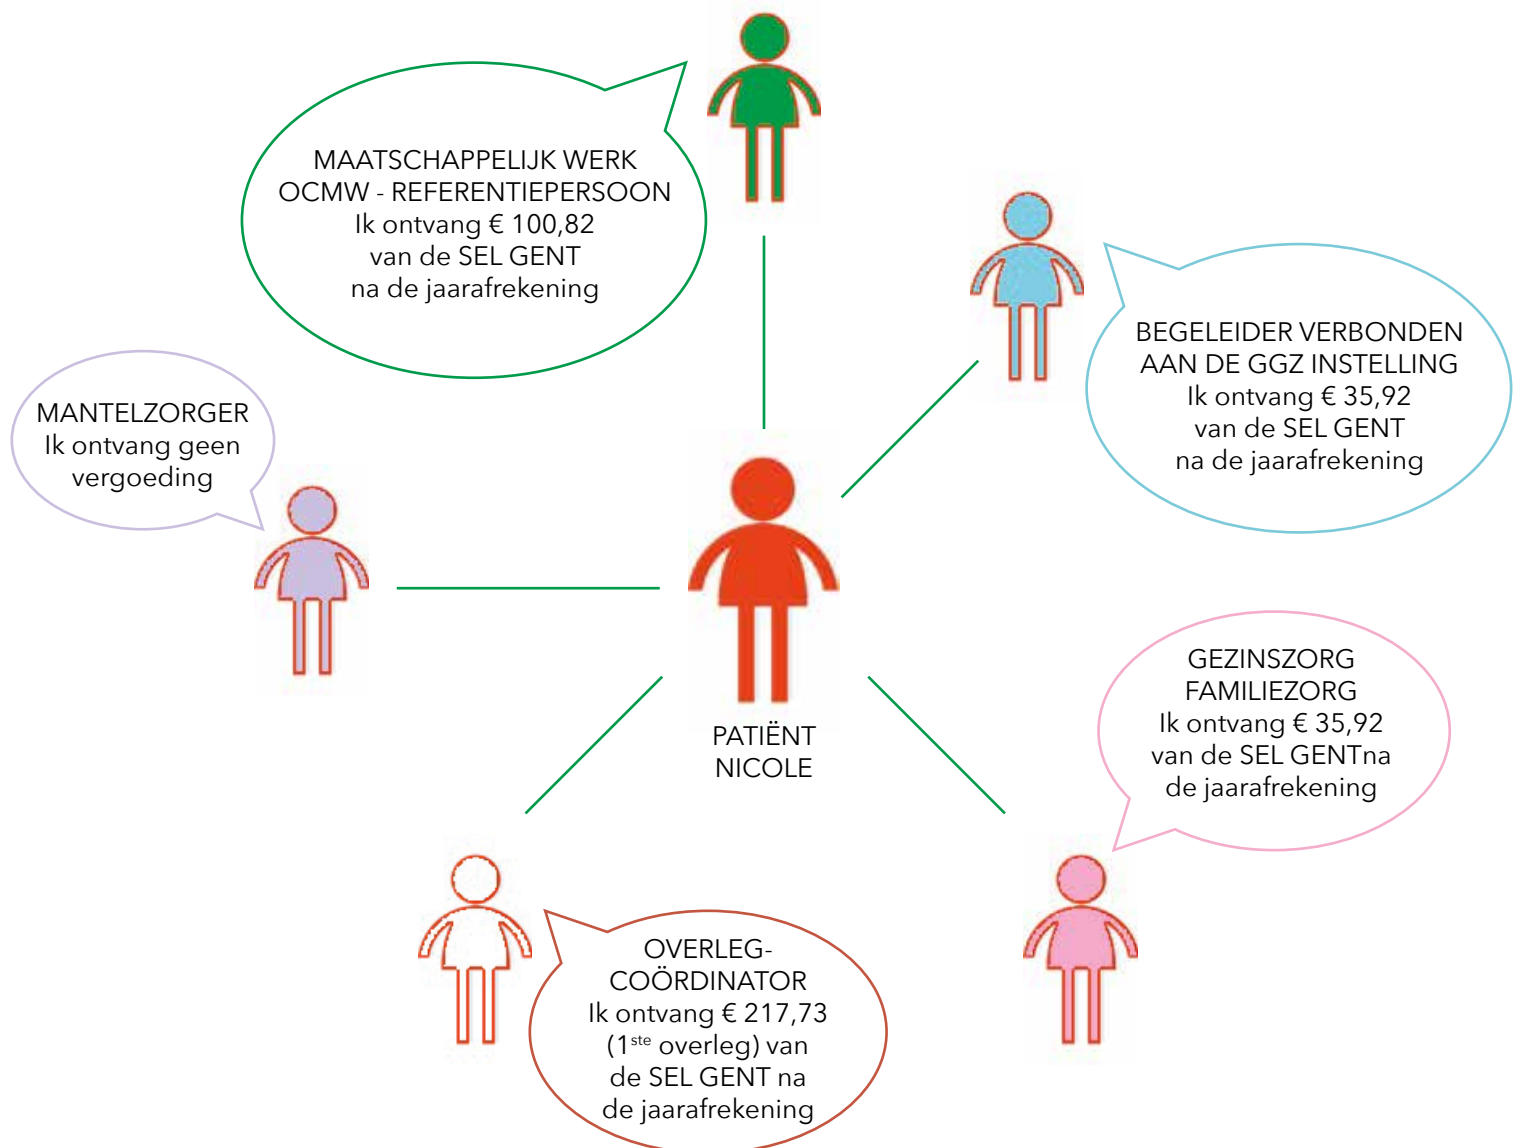 MAATSCHAPPELIJK WERK
OCMW - REFERENTIEPERSOON
Ik ontvang € 100,82
van de SEL GENT
na de jaarafrekening
BEGELEIDER VERBONDEN
AAN DE GGZ INSTELLING
Ik ontvang € 35,92
van de SEL GENT
na de jaarafrekening
MANTELZORGER
Ik ontvang geen
vergoeding
PATIËNT
NICOLE
GEZINSZORG
FAMILIEZORG
Ik ontvang € 35,92
van de SEL GENTna
de jaarafrekening
OVERLEG-
COÖRDINATOR
Ik ontvang € 217,73
(1ste overleg) van
de SEL GENT na
de jaarafrekening